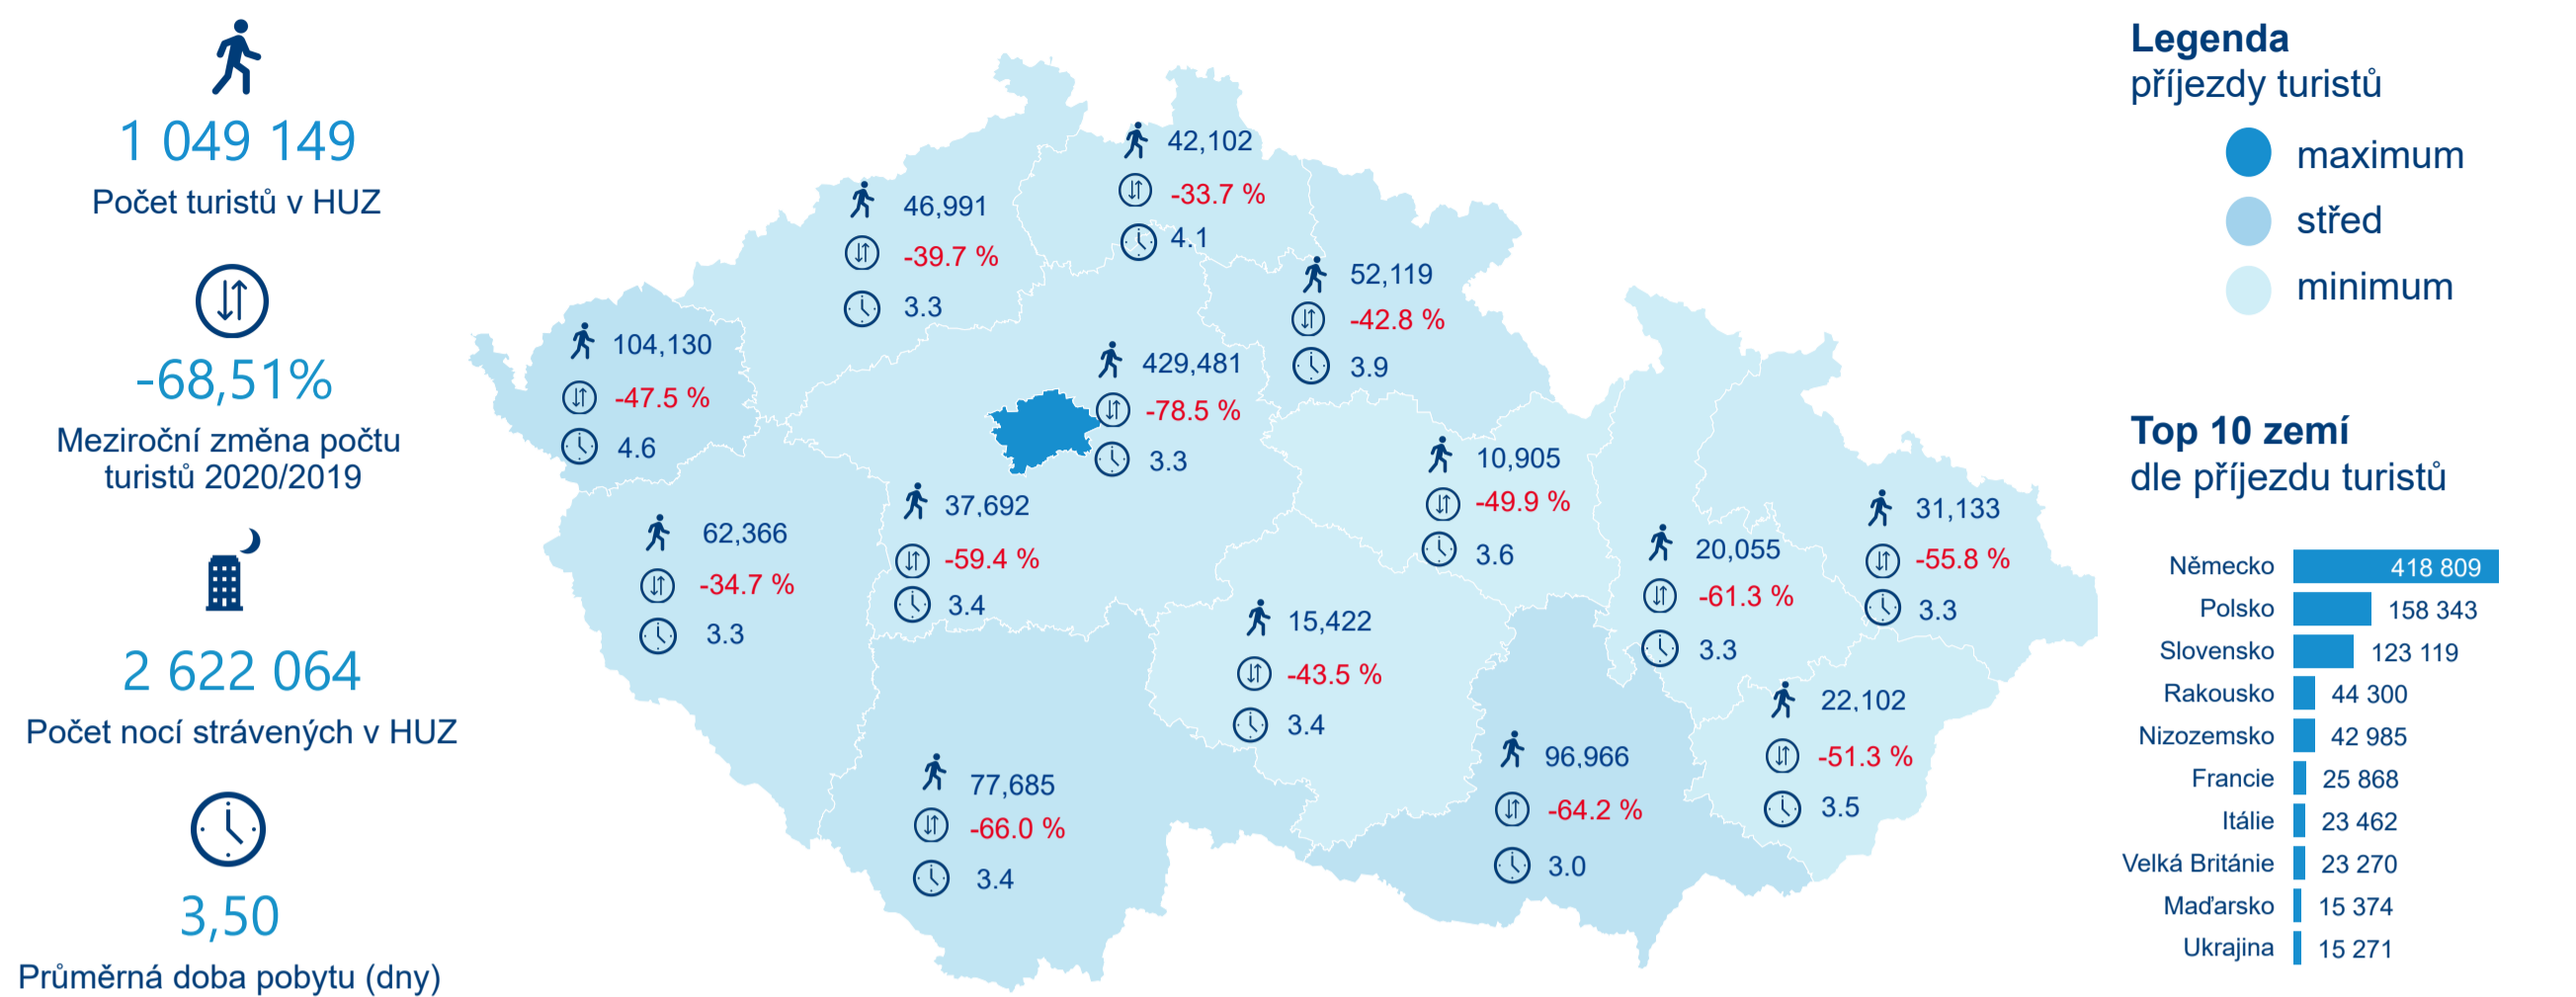 1 049 149
Počet turistů v HUZ
-68,51%
Meziroční změna počtu
turistů 2020/2019
2 622 064
Počet nocí strávených v HUZ
3,50
Průměrná doba pobytu (dny)
42,102
-33.7 %
4.1
46,991
-39.7 %
3.3
52,119
-42.8 %
3.9
104,130
-47.5 %
4.6
429,481
-78.5 %
3.3
10,905
-49.9 %
3.6
37,692
-59.4 %
3.4
62,366
-34.7 %
3.3
31,133
-55.8 %
3.3
20,055
-61.3 %
3.3
15,422
-43.5 %
3.4
22,102
-51.3 %
3.5
96,966
-64.2 %
3.0
77,685
-66.0 %
3.4
Legenda
příjezdy turistů
maximum
střed
minimum
Top 10 zemí
dle příjezdu turistů
Německo 418 809
Polsko 158 343
Slovensko 123 119
Rakousko 44 300
Nizozemsko 42 985
Francie 25 868
Itálie 23 462
Velká Británie 23 270
Maďarsko 15 374
Ukrajina 15 271